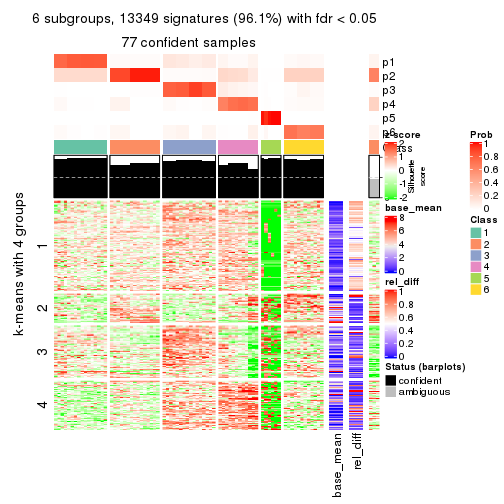 6 subgroups, 13349 signatures (96.1%) with fdr < 0.05
77 confident samples
p1
p2
p3
p4
p5
p6
Class
z-score
2
1
0
-1
-2
Silhouette
score
Prob
1
0.8
0.6
0.4
0.2
0
base_mean
8
6
4
2
0
Class
1
2
3
4
5
6
rel_diff
1
0.8
0.6
0.4
0.2
0
Status (barplots)
confident
ambiguous
k-means with 4 groups
1
2
3
4
base_mean
rel_diff